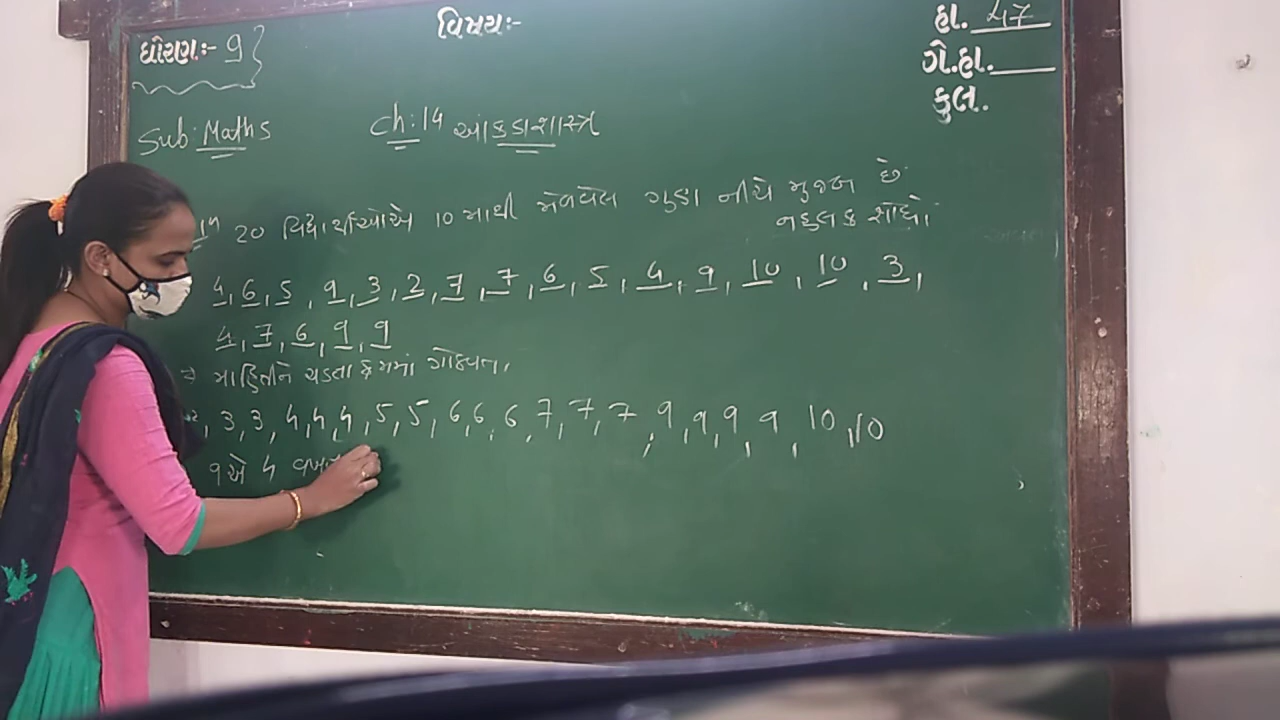 ધોરણઃ- 9
વિષયઃ-
હા. 47
ગે.હા.
કુલ.
Sub: Maths
Ch: 14 આંકડાશાસ્ત્ર
20 વિદ્યાર્થીઓએ 10 માથી મેળવેલ ગુણ નીચે મુજબ છે
બહુલક શોધો
4, 6, 5, 9, 3, 2, 7, 7, 6, 5, 4, 9, 10, 10, 3,
4, 7, 6, 9, 9
⇒ માહિતીને ચડતા ક્રમમાં ગોઠવતા,
2, 3, 3, 4, 4, 4, 5, 5, 6, 6, 6, 7, 7, 7, 9, 9, 9, 9, 10, 10
9 એ 4